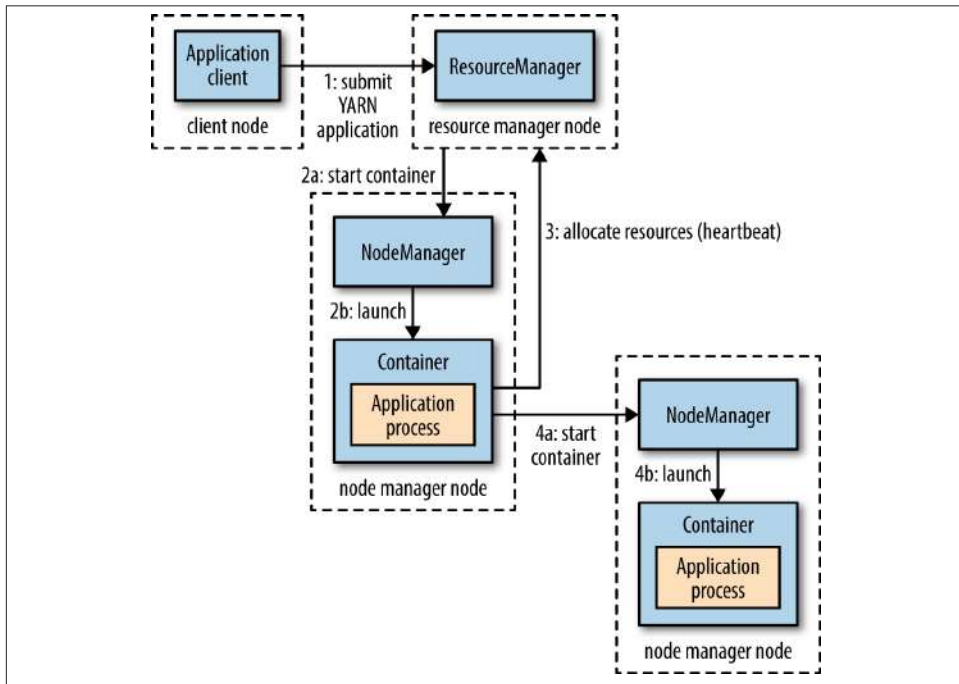 Application
client
client node
1: submit
YARN
application
ResourceManager
resource manager node
2a: start container
NodeManager
2b: launch
Container
Application
process
node manager node
3: allocate resources (heartbeat)
4a: start
container
NodeManager
4b: launch
Container
Application
process
node manager node